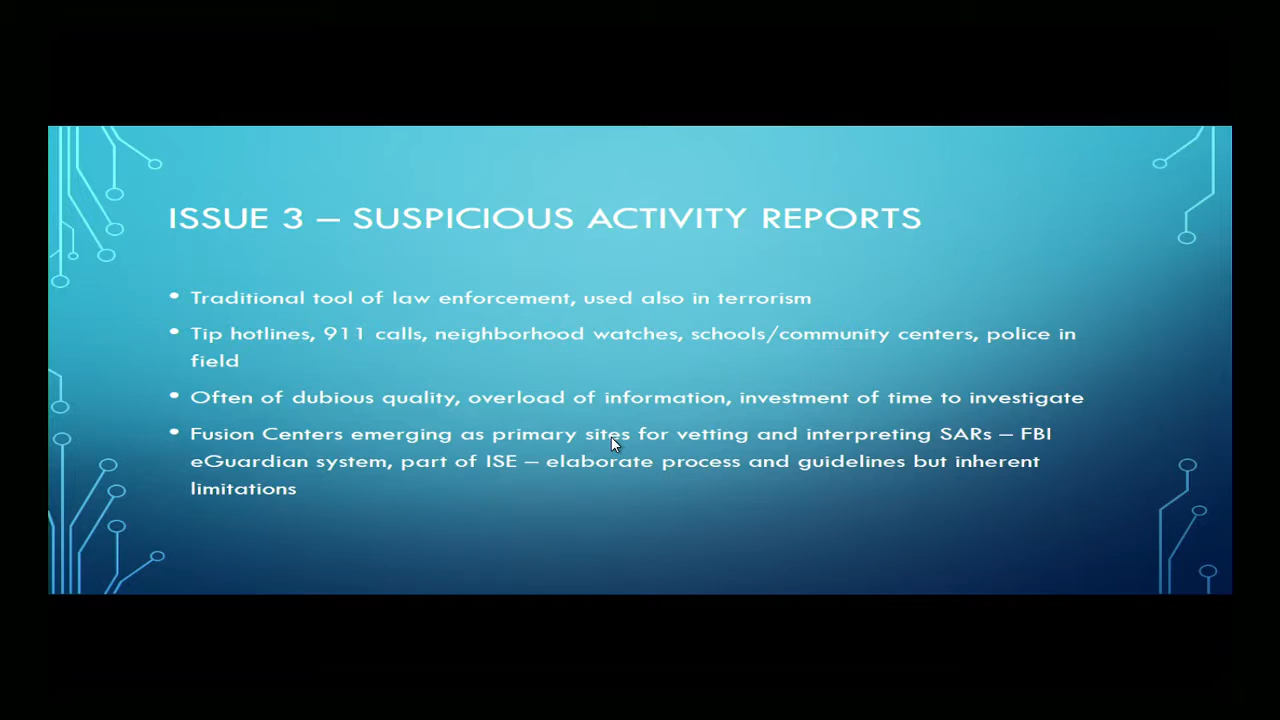 ISSUE 3 – SUSPICIOUS ACTIVITY REPORTS
• Traditional tool of law enforcement, used also in terrorism
• Tip hotlines, 911 calls, neighborhood watches, schools/community centers, police in
field
• Often of dubious quality, overload of information, investment of time to investigate
• Fusion Centers emerging as primary sites for vetting and interpreting SARs – FBI
eGuardian system, part of ISE – elaborate process and guidelines but inherent
limitations